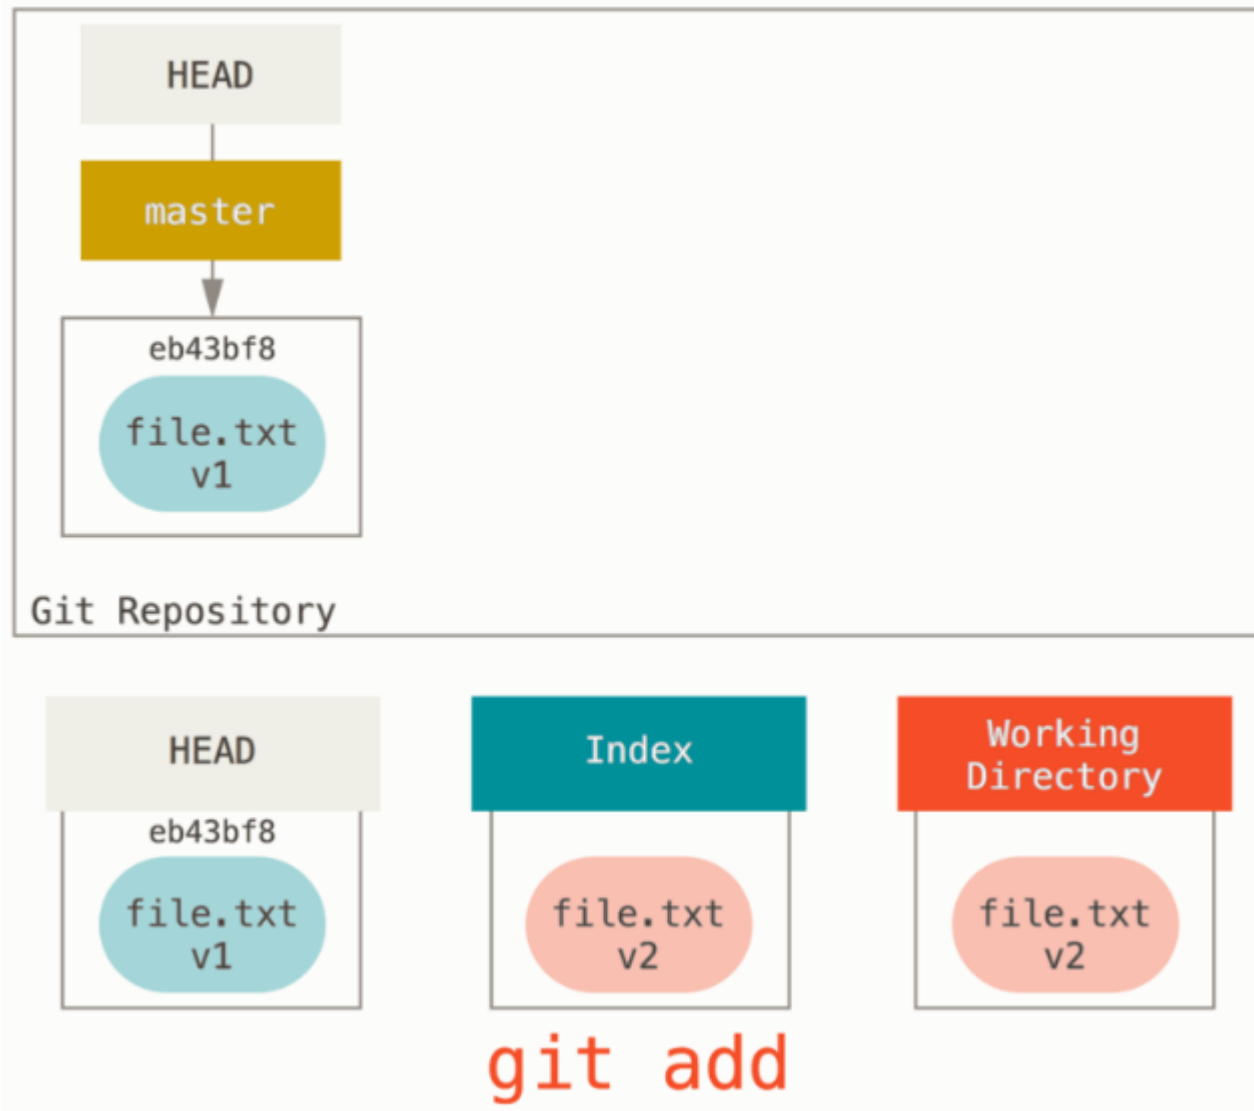 HEAD
master
eb43bf8
file.txt
v1
Git Repository
HEAD
eb43bf8
file.txt
v1
Index
file.txt
v2
Working
Directory
file.txt
v2
git add